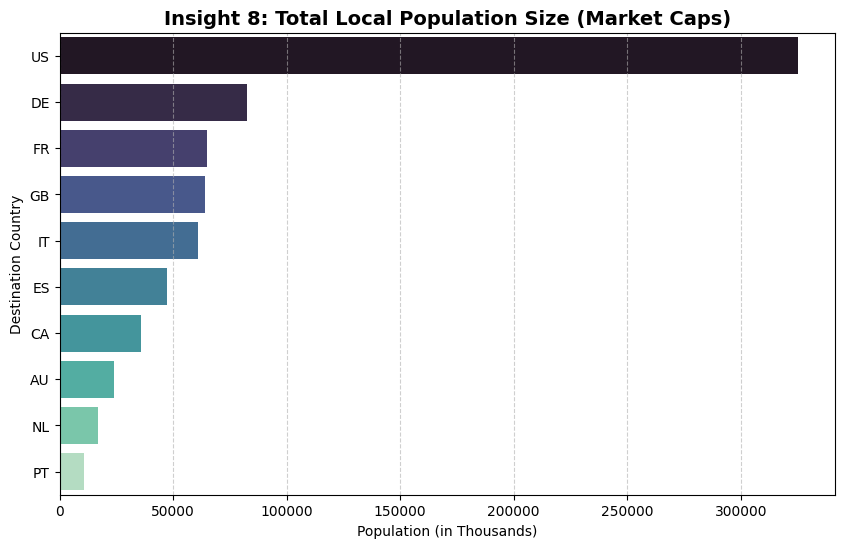 Insight 8: Total Local Population Size (Market Caps)
Destination Country
US
DE
FR
GB
IT
ES
CA
AU
NL
PT
0 50000 100000 150000 200000 250000 300000
Population (in Thousands)